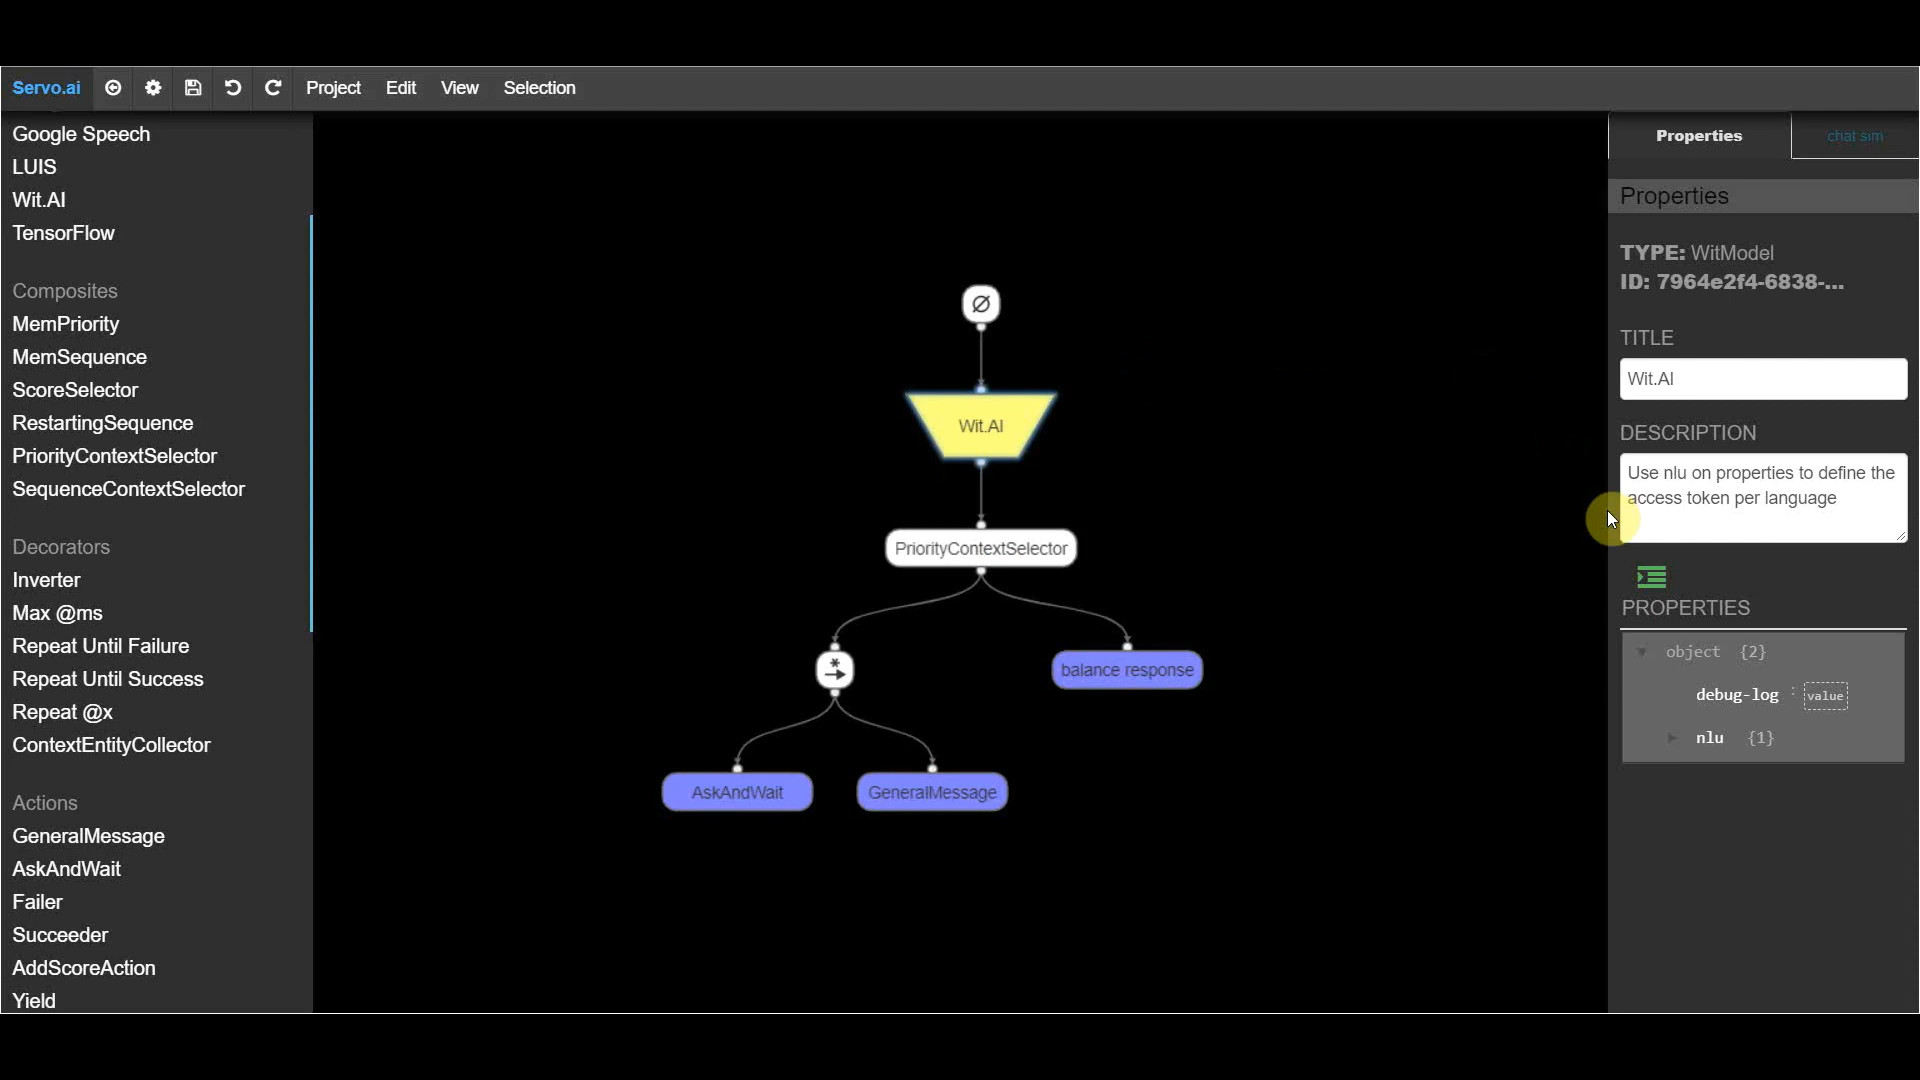 Servo.ai Project Edit View Selection
Google Speech
LUIS
Wit.AI
TensorFlow
Composites
MemPriority
MemSequence
ScoreSelector
RestartingSequence
PriorityContextSelector
SequenceContextSelector
Decorators
Inverter
Max @ms
Repeat Until Failure
Repeat Until Success
Repeat @x
ContextEntityCollector
Actions
GeneralMessage
AskAndWait
Failer
Succeeder
AddScoreAction
Yield
Wit.AI
PriorityContextSelector
balance response
AskAndWait
GeneralMessage
Properties
chat sim
Properties
TYPE: WitModel
ID: 7964e2f4-6838-...
TITLE
Wit.AI
DESCRIPTION
Use nlu on properties to define the
access token per language
PROPERTIES
object {2}
debug-log : value
nlu {1}